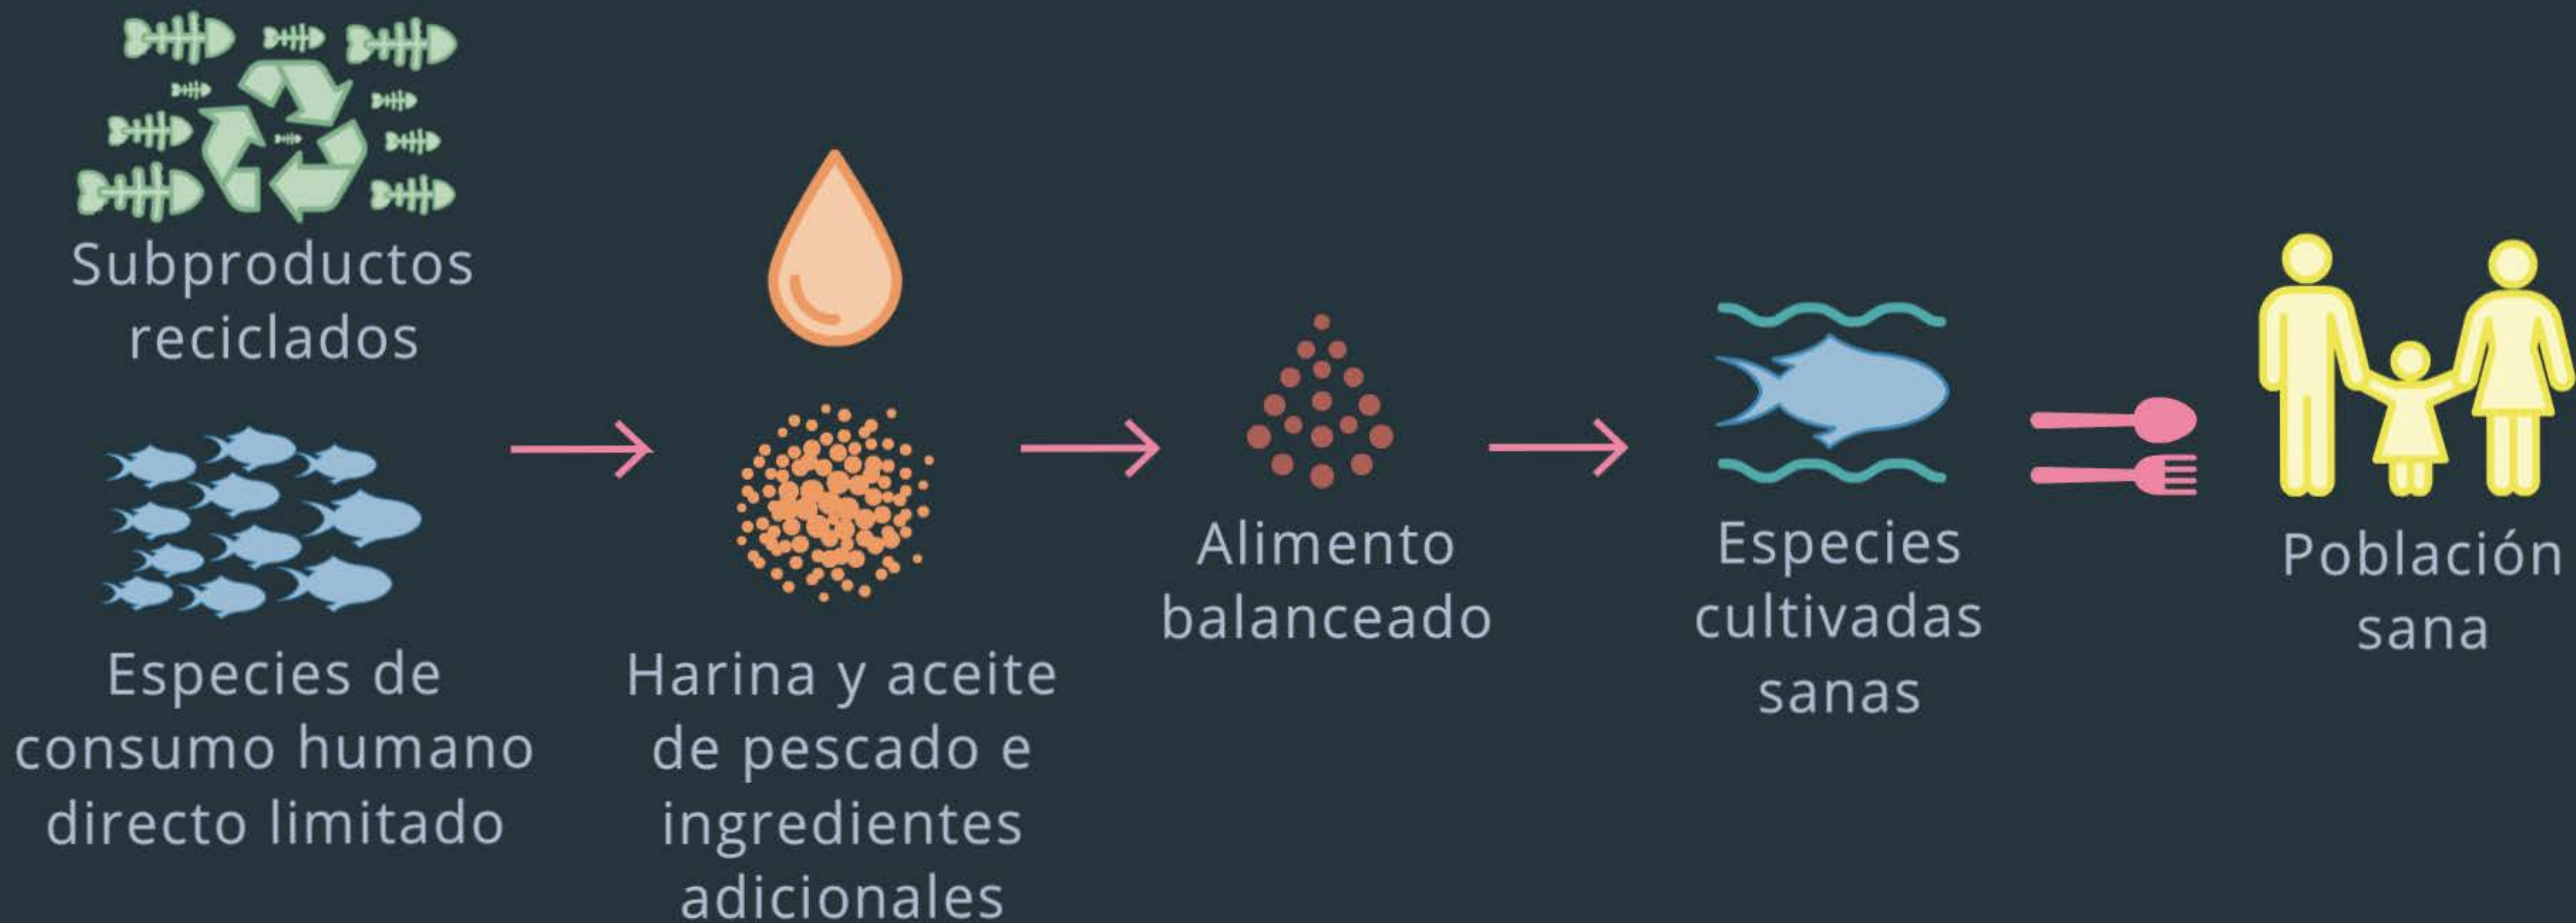 Subproductos
reciclados
Especies de
consumo humano
directo limitado
Harina y aceite
de pescado e
ingredientes
adicionales
Alimento
balanceado
Especies
cultivadas
sanas
Población
sana